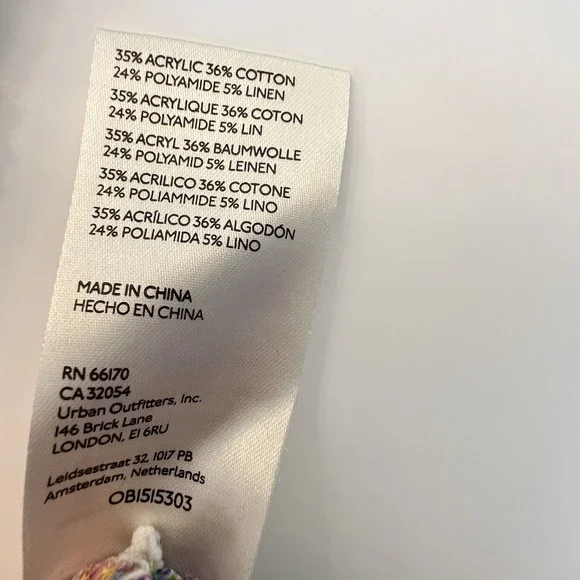 35% ACRYLIC 36% COTTON
24% POLYAMIDE 5% LINEN
35% ACRYLIQUE 36% COTON
24% POLYAMIDE 5% LIN
35% ACRYL 36% BAUMWOLLE
24% POLYAMID 5% LEINEN
35% ACRILICO 36% COTONE
24% POLIAMMIDE 5% LINO
35% ACRÍLICO 36% ALGODÓN
24% POLIAMIDA 5% LINO
MADE IN CHINA
HECHO EN CHINA
RN 66170
CA 32054
Urban Outfitters, Inc.
146 Brick Lane
LONDON, E1 6RU
Leidsestraat 32, 1017 PB
Amsterdam, Netherlands
OB1515303